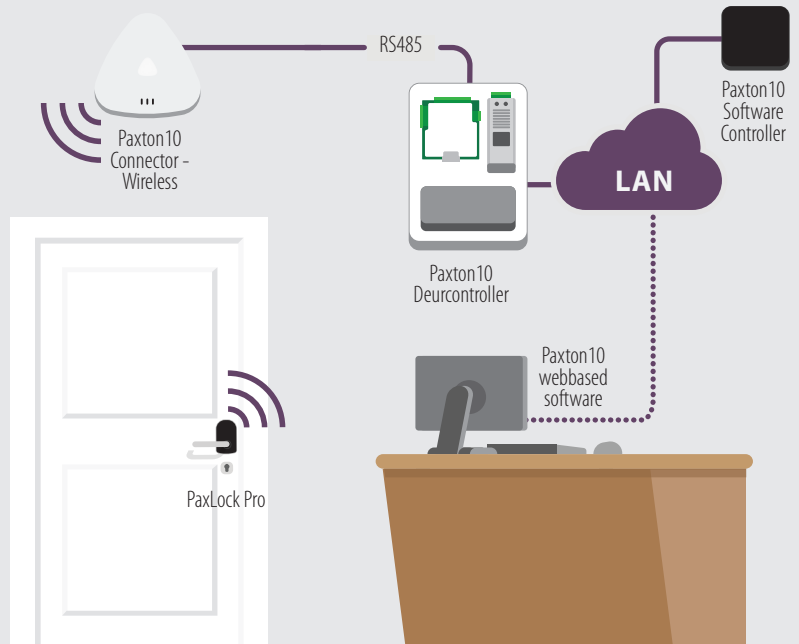 RS485
Paxton10
Software
Controller
Paxton10
Connector -
Wireless
LAN
Paxton10
Deurcontroller
Paxton10
webbased
software
PaxLock Pro